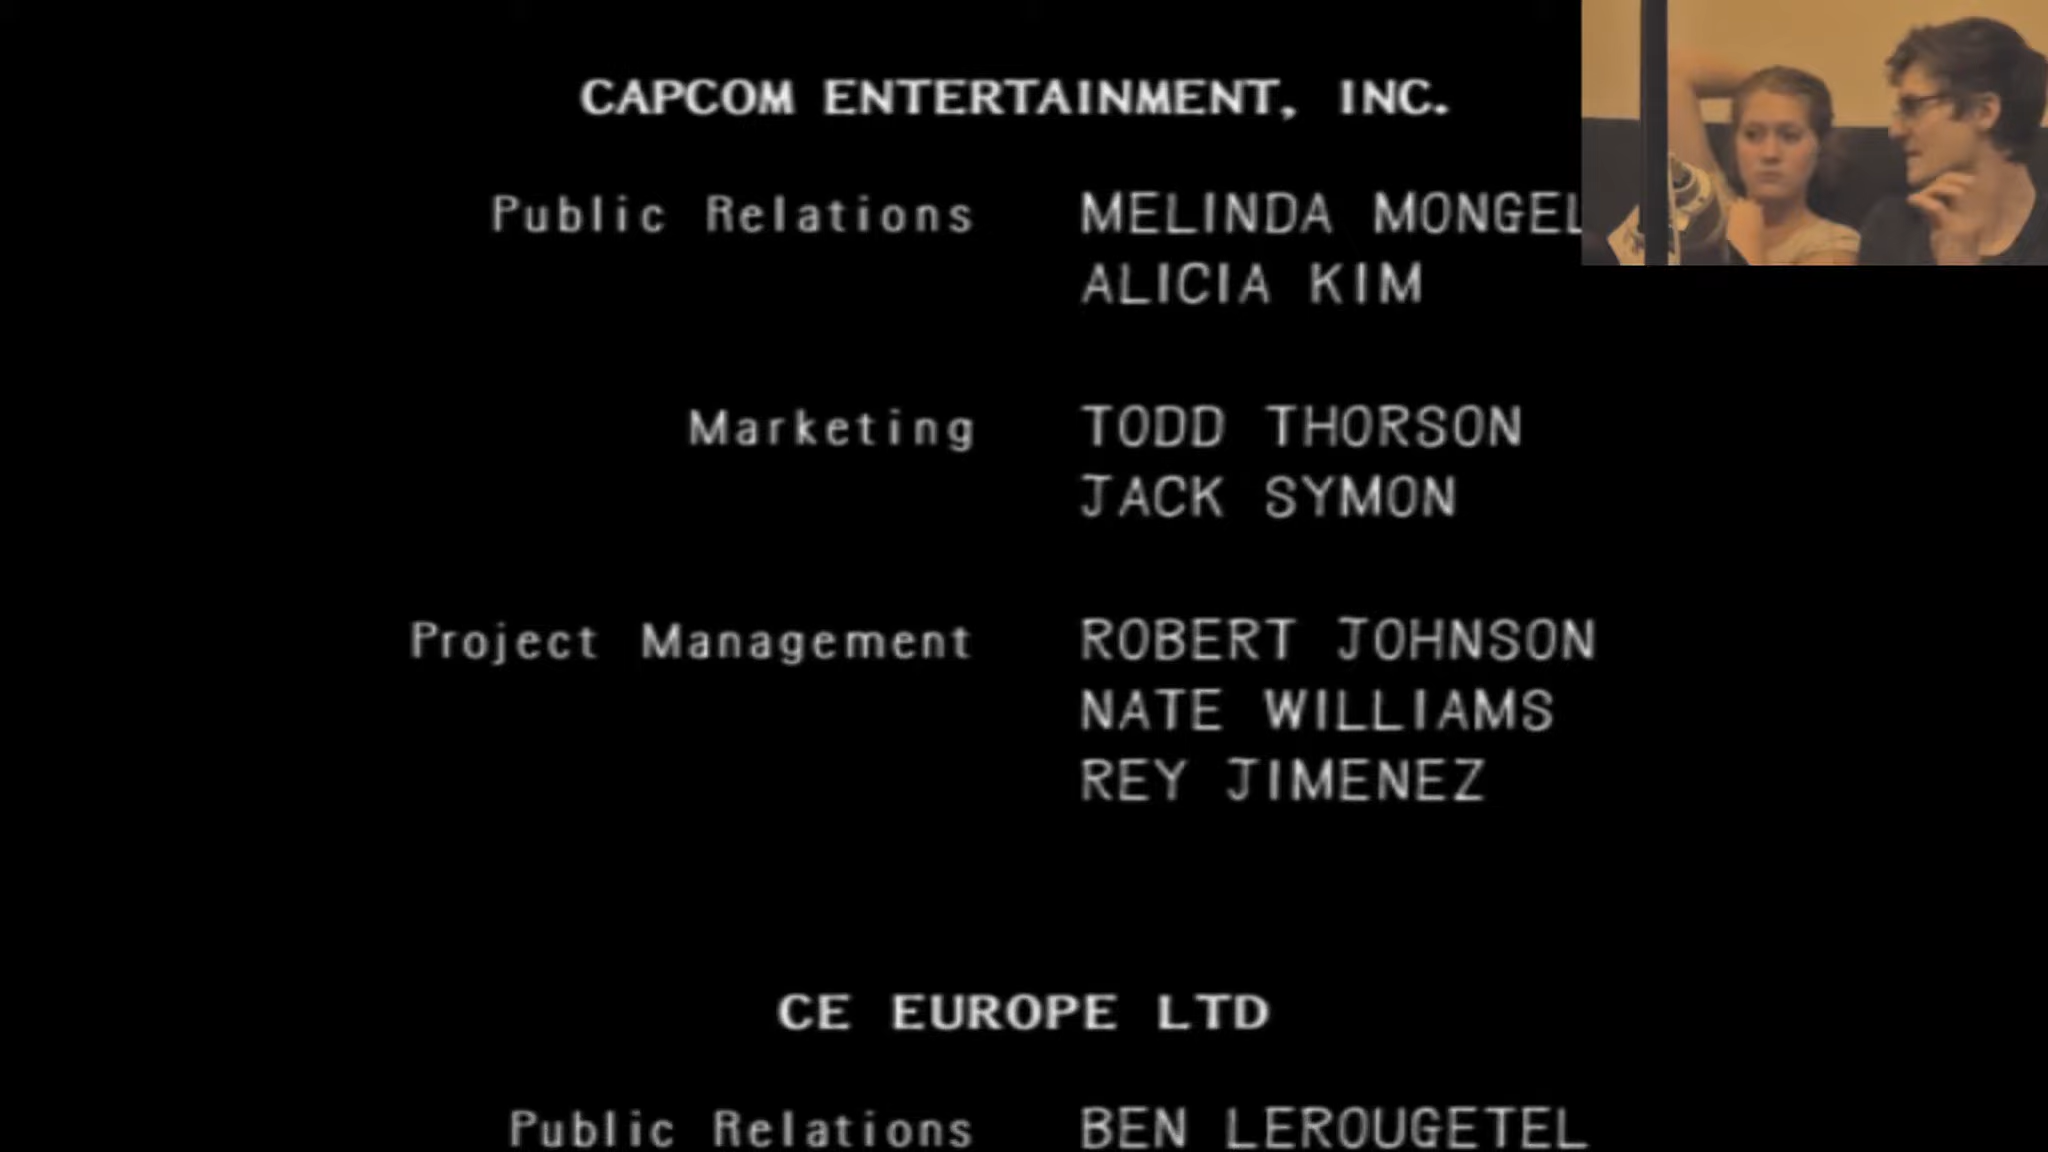 CAPCOM ENTERTAINMENT, INC.
Public Relations MELINDA
ALICIA KIM
Marketing TODD THORSON
JACK SYMON
Project Management ROBERT JOHNSON
NATE WILLIAMS
REY JIMENEZ
CE EUROPE LTD
Public Relations BEN LEROUGETEL